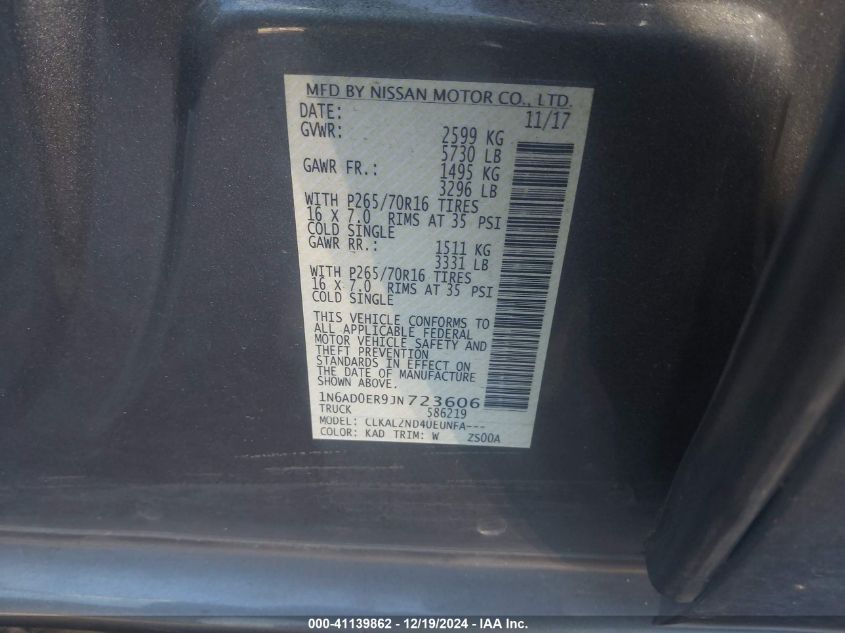 MFD BY NISSAN MOTOR CO., LTD.
DATE: 11/17
GVWR: 2599 KG
5730 LB
GAWR FR.: 1495 KG
3296 LB
WITH P265/70R16 TIRES
16 X 7.0 RIMS AT 35 PSI
COLD SINGLE
GAWR RR.: 1511 KG
3331 LB
WITH P265/70R16 TIRES
16 X 7.0 RIMS AT 35 PSI
COLD SINGLE
THIS VEHICLE CONFORMS TO
ALL APPLICABLE FEDERAL
MOTOR VEHICLE SAFETY AND
THEFT PREVENTION
STANDARDS IN EFFECT ON
THE DATE OF MANUFACTURE
SHOWN ABOVE.
1N6AD0ER9JN723606
TRUCK 586219
MODEL: CLKALZND40EUNFA---
COLOR: KAD TRIM: W ZS00A
000-41139862 - 12/19/2024 - IAA Inc.